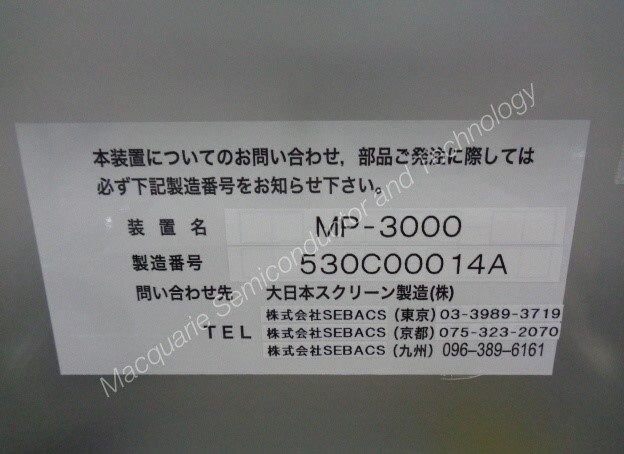 本装置についてのお問い合わせ，部品ご発注に際しては
必ず下記製造番号をお知らせ下さい。
装置名 MP-3000
製造番号 530C00014A
問い合わせ先 大日本スクリーン製造(株)
株式会社SEBACS (東京) 03-3989-3719
TEL 株式会社SEBACS (京都) 075-323-2070
株式会社SEBACS (九州) 096-389-6161
Macquarie Semiconductor and Technology